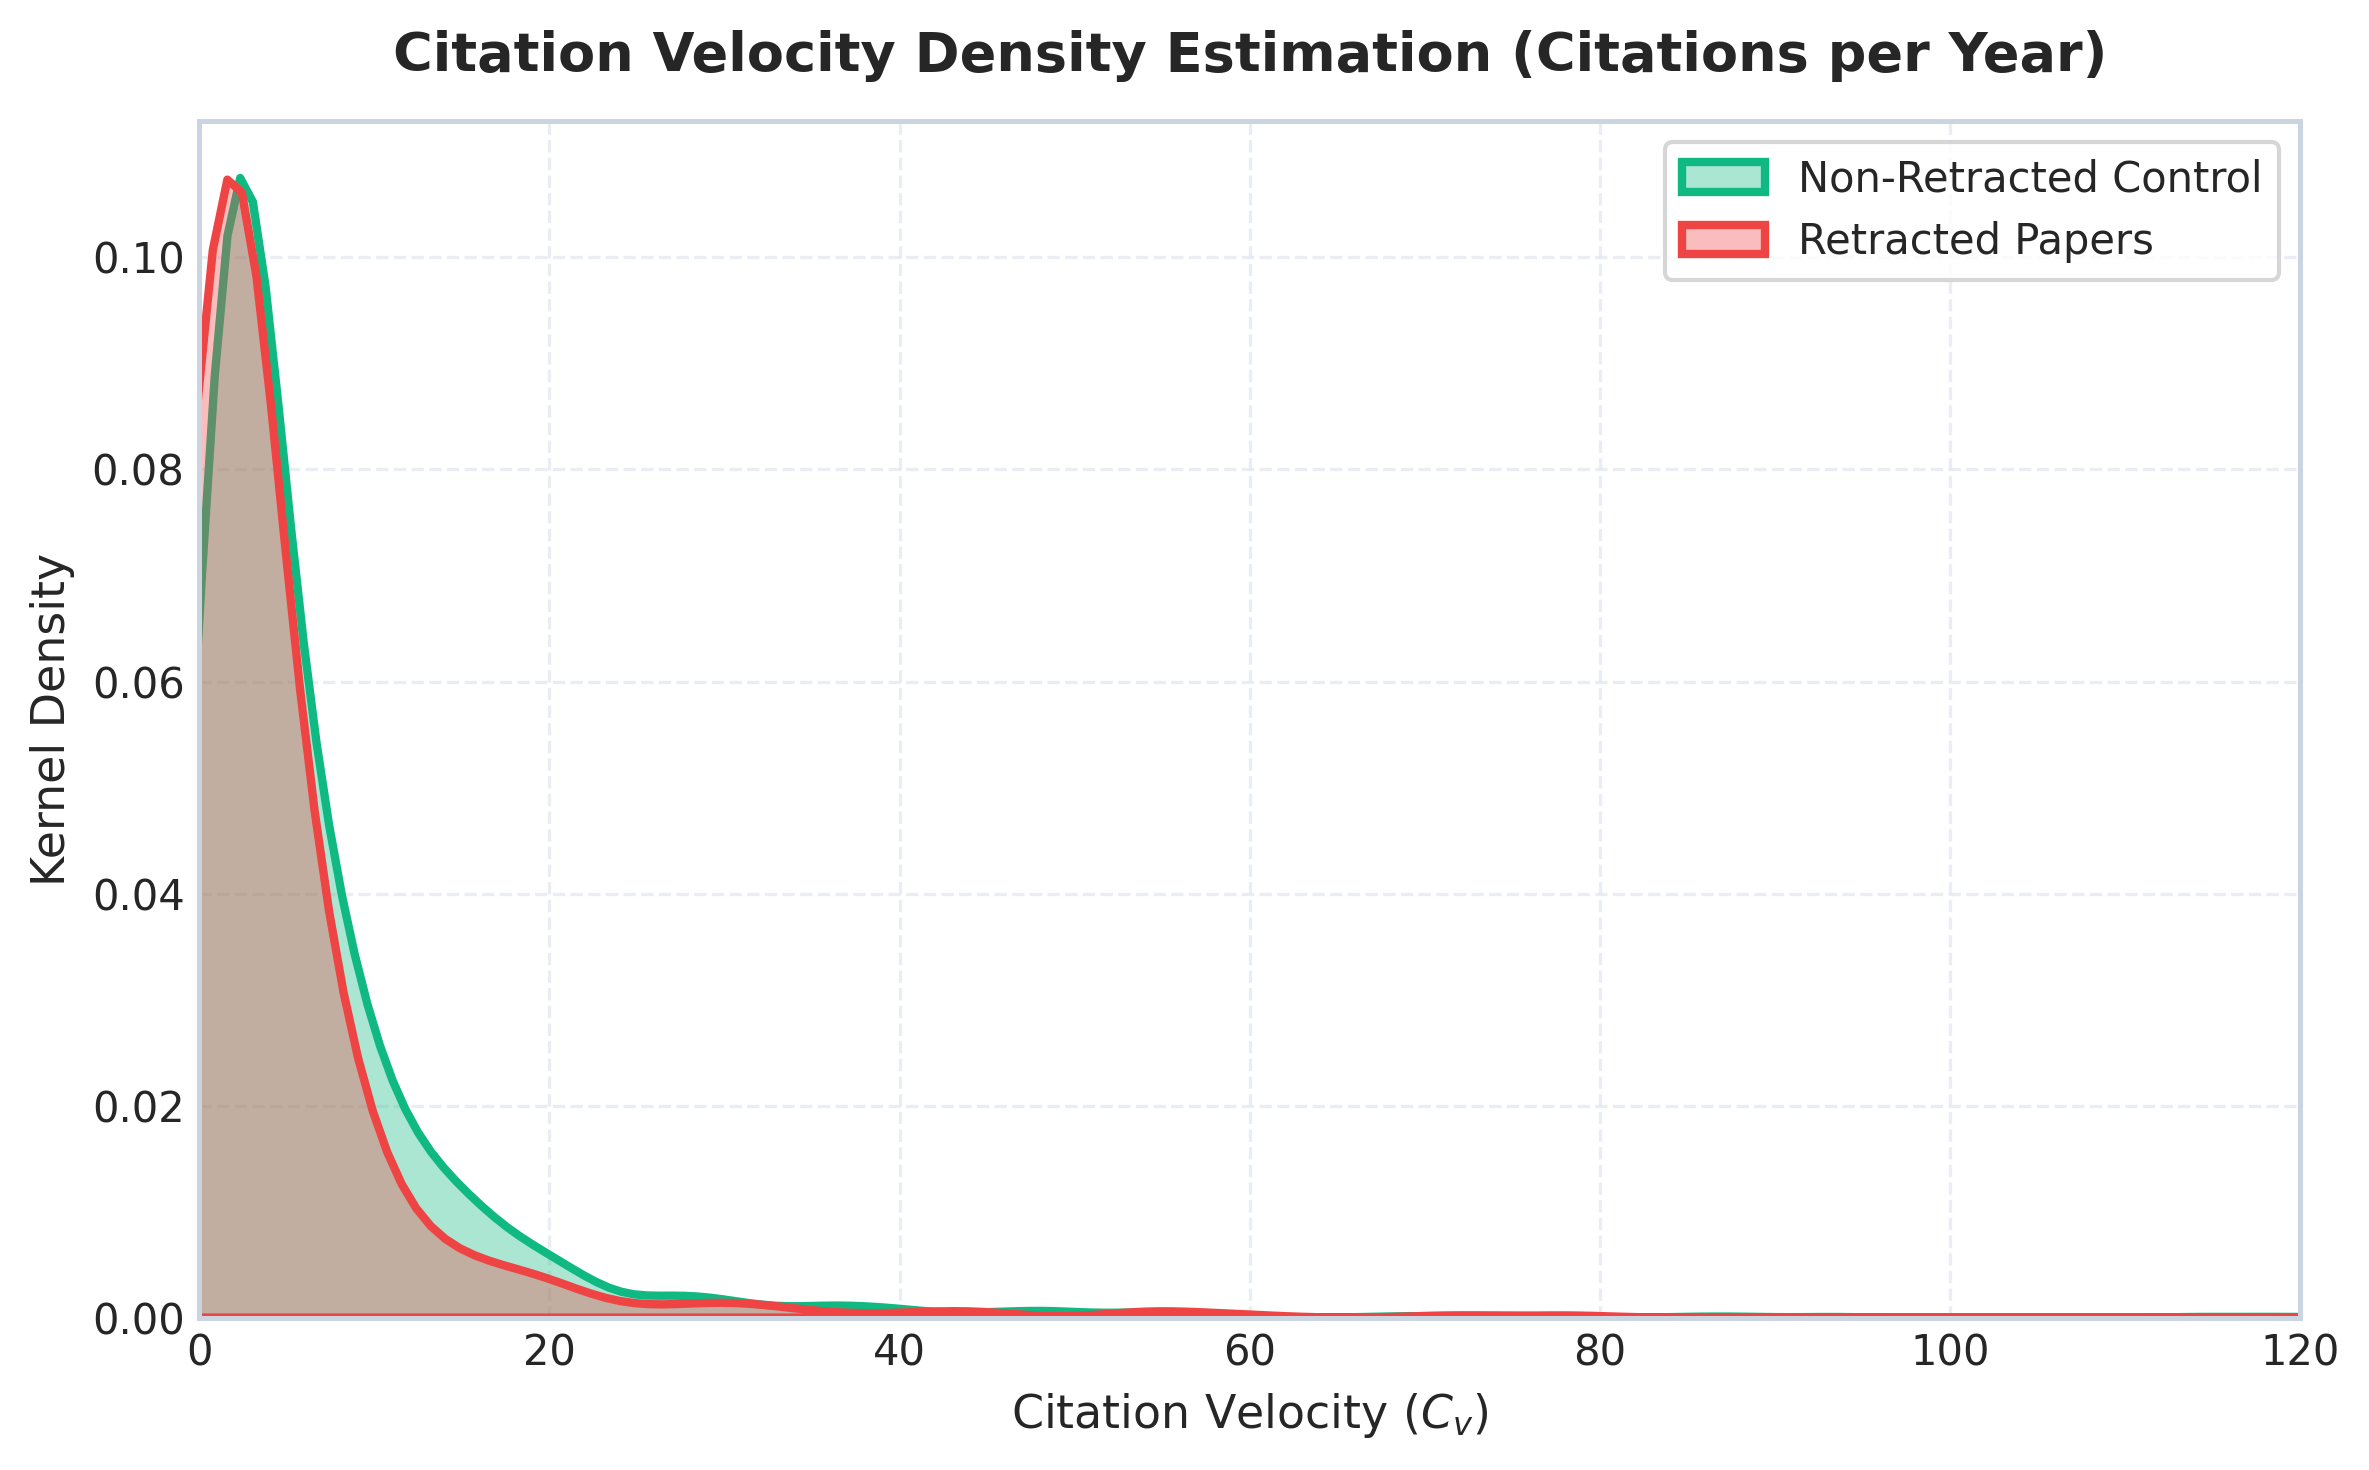 Citation Velocity Density Estimation (Citations per Year)
Non-Retracted Control
Retracted Papers
Kernel Density
0.10
0.08
0.06
0.04
0.02
0.00
0 20 40 60 80 100 120
Citation Velocity (Cᵥ)